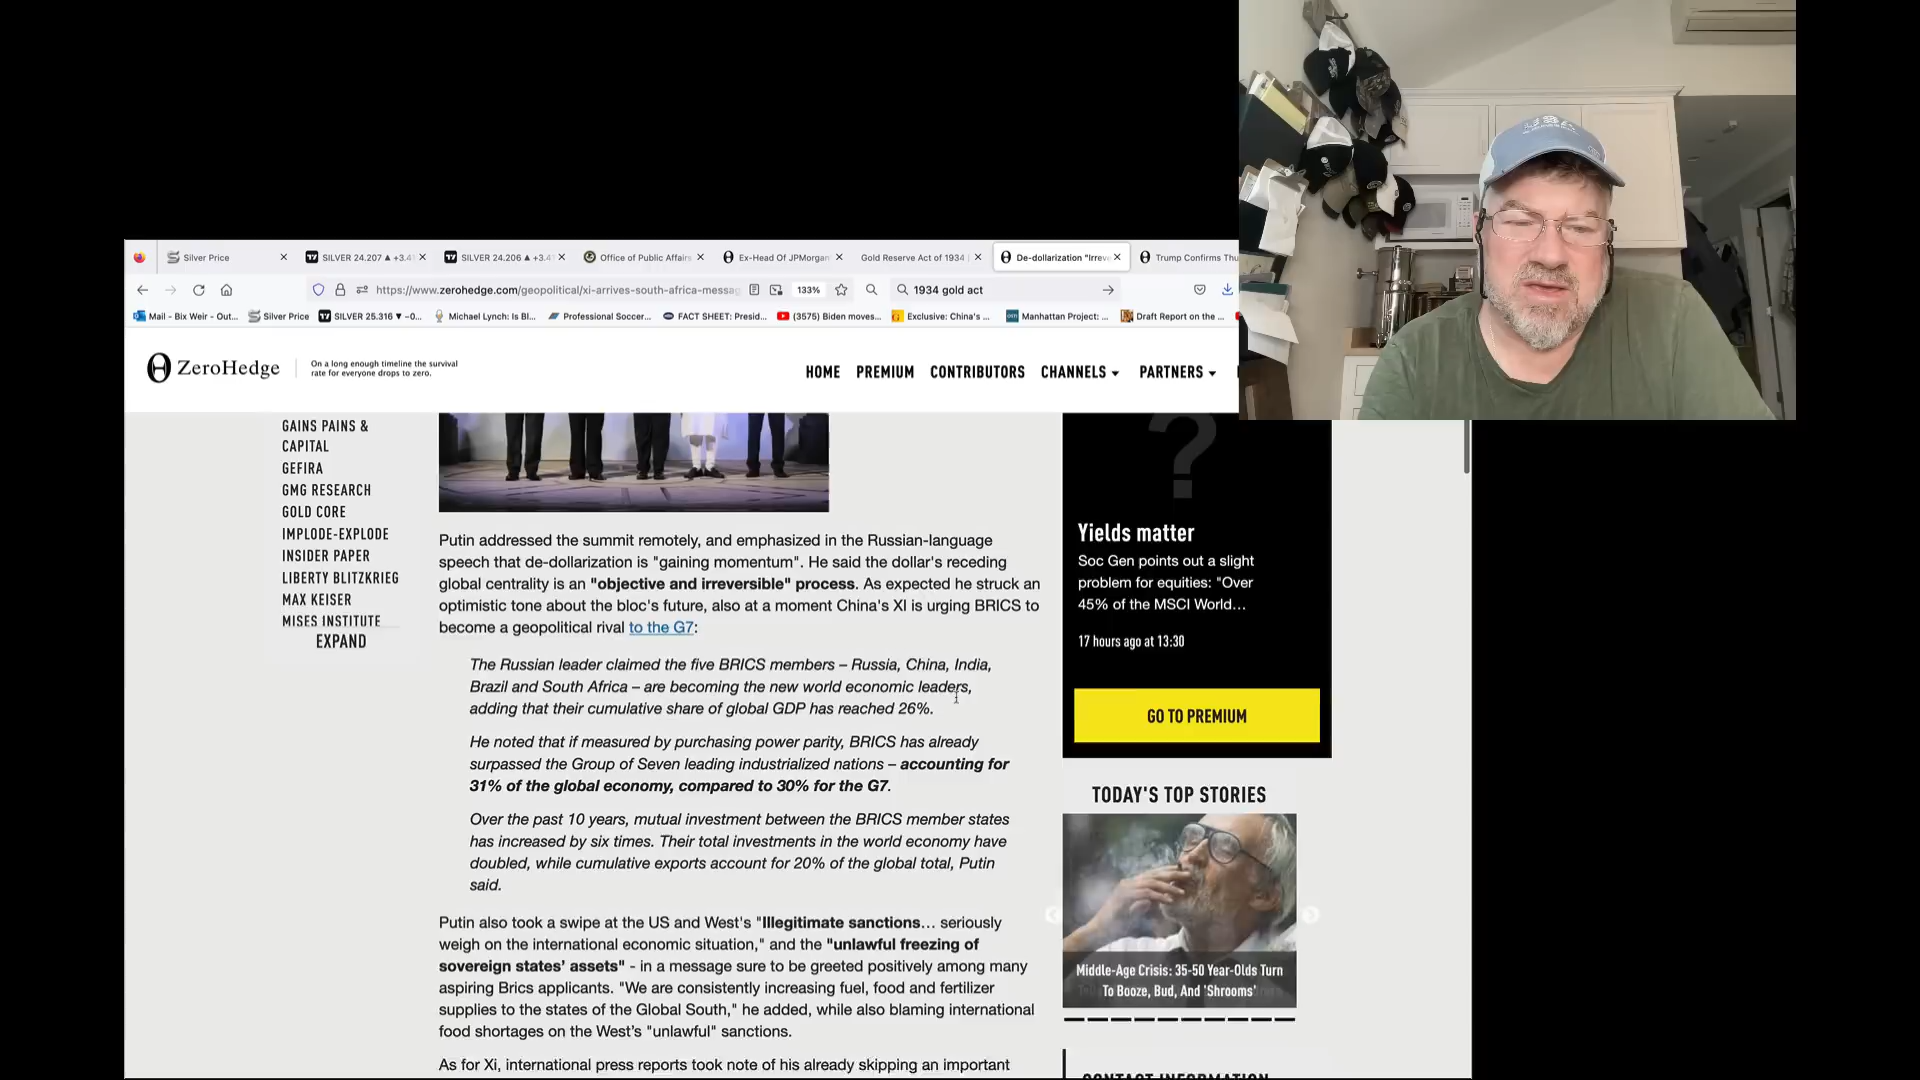 Silver Price
SILVER 24.207 ▲ +3.4
SILVER 24.206 ▲ +3.4
Office of Public Affairs
Ex-Head Of JPMorgan
Gold Reserve Act of 1934
De-dollarization "Irrev
Trump Confirms Thu
https://www.zerohedge.com/geopolitical/xi-arrives-south-africa-messag
133%
1934 gold act
Mail - Bix Weir - Out...
Silver Price
SILVER 25.316 ▼ −0...
Michael Lynch: Is Bl...
Professional Soccer...
FACT SHEET: Presid...
(3575) Biden moves...
Exclusive: China's ...
Manhattan Project: ...
Draft Report on the ...
ZeroHedge
On a long enough timeline the survival
rate for everyone drops to zero.
HOME
PREMIUM
CONTRIBUTORS
CHANNELS
PARTNERS
GAINS PAINS &
CAPITAL
GEFIRA
GMG RESEARCH
GOLD CORE
IMPLODE-EXPLODE
INSIDER PAPER
LIBERTY BLITZKRIEG
MAX KEISER
MISES INSTITUTE
EXPAND
Putin addressed the summit remotely, and emphasized in the Russian-language
speech that de-dollarization is "gaining momentum". He said the dollar's receding
global centrality is an "objective and irreversible" process. As expected he struck an
optimistic tone about the bloc's future, also at a moment China's XI is urging BRICS to
become a geopolitical rival to the G7:
The Russian leader claimed the five BRICS members – Russia, China, India,
Brazil and South Africa – are becoming the new world economic leaders,
adding that their cumulative share of global GDP has reached 26%.
He noted that if measured by purchasing power parity, BRICS has already
surpassed the Group of Seven leading industrialized nations – accounting for
31% of the global economy, compared to 30% for the G7.
Over the past 10 years, mutual investment between the BRICS member states
has increased by six times. Their total investments in the world economy have
doubled, while cumulative exports account for 20% of the global total, Putin
said.
Putin also took a swipe at the US and West's "Illegitimate sanctions... seriously
weigh on the international economic situation," and the "unlawful freezing of
sovereign states' assets" - in a message sure to be greeted positively among many
aspiring Brics applicants. "We are consistently increasing fuel, food and fertilizer
supplies to the states of the Global South," he added, while also blaming international
food shortages on the West's "unlawful" sanctions.
As for Xi, international press reports took note of his already skipping an important
?
Yields matter
Soc Gen points out a slight
problem for equities: "Over
45% of the MSCI World...
17 hours ago at 13:30
GO TO PREMIUM
TODAY'S TOP STORIES
Middle-Age Crisis: 35-50 Year-Olds Turn
To Booze, Bud, And 'Shrooms'
CONTACT INFORMATION